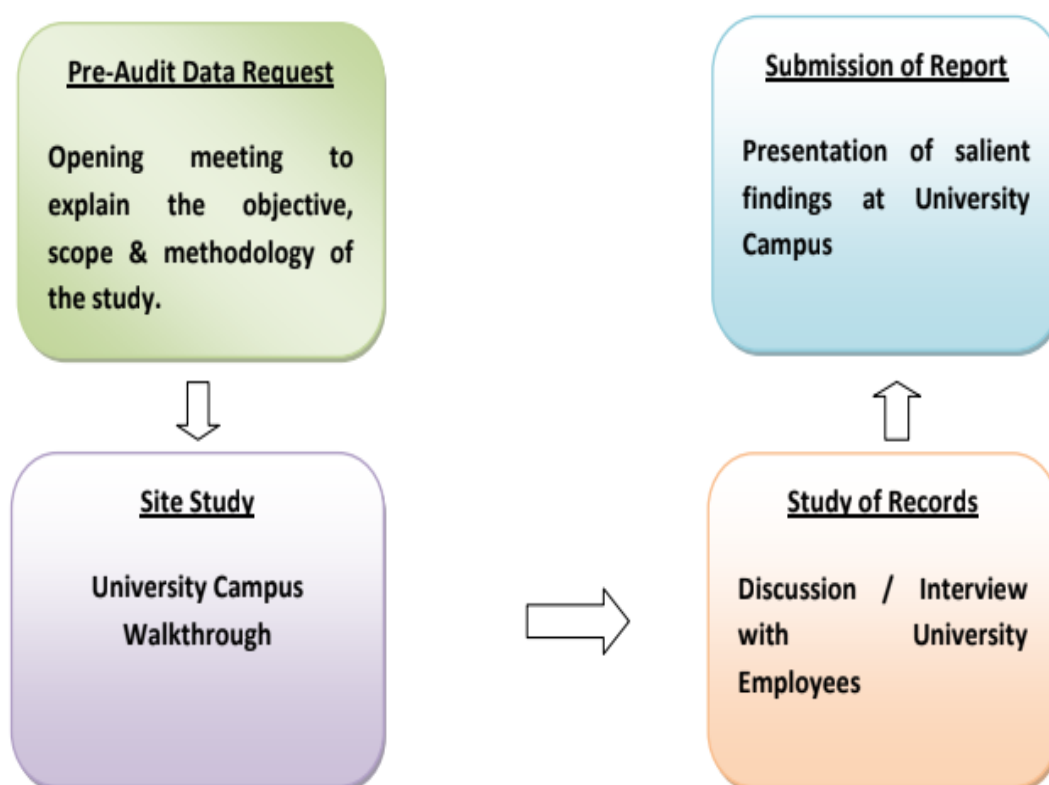 Pre-Audit Data Request
Opening meeting to
explain the objective,
scope & methodology of
the study.
Site Study
University Campus
Walkthrough
Study of Records
Discussion / Interview
with University
Employees
Submission of Report
Presentation of salient
findings at University
Campus